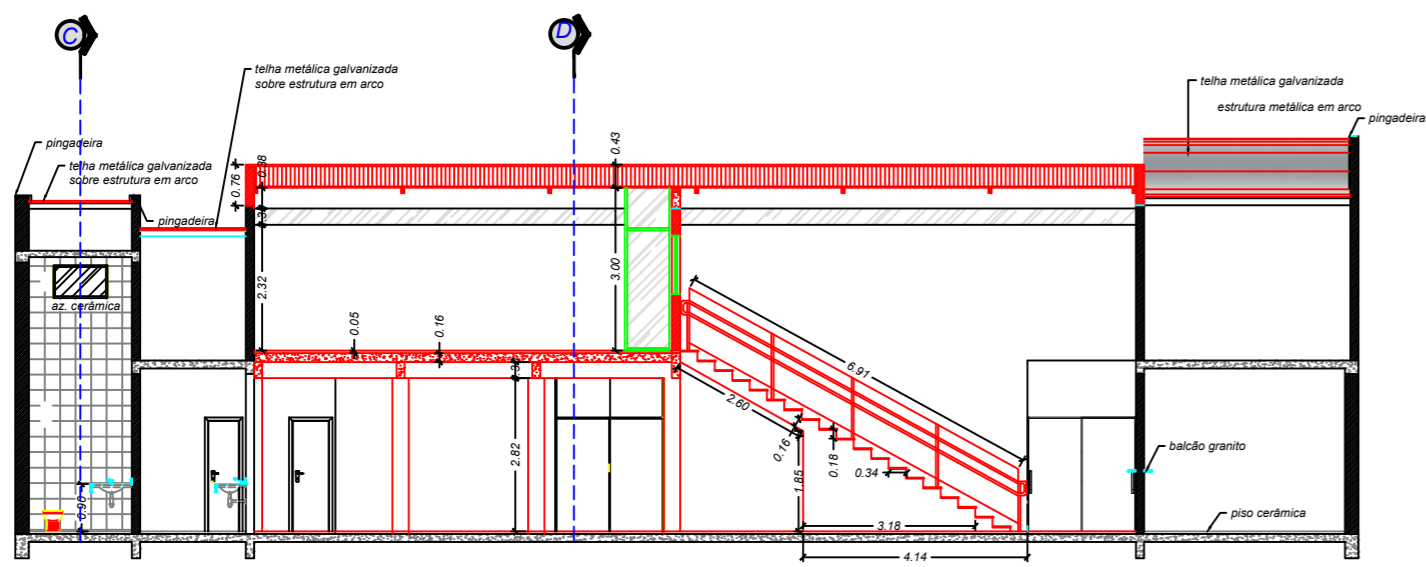 C
D
telha metálica galvanizada
sobre estrutura em arco
telha metálica galvanizada
estrutura metálica em arco
pingadeira
pingadeira
telha metálica galvanizada
sobre estrutura em arco
pingadeira
0.76
0.38
0.43
2.32
3.00
az. cerâmica
0.05
0.16
6.91
2.60
2.82
0.16
0.18
1.85
0.34
balcão granito
0.90
3.18
piso cerâmica
4.14